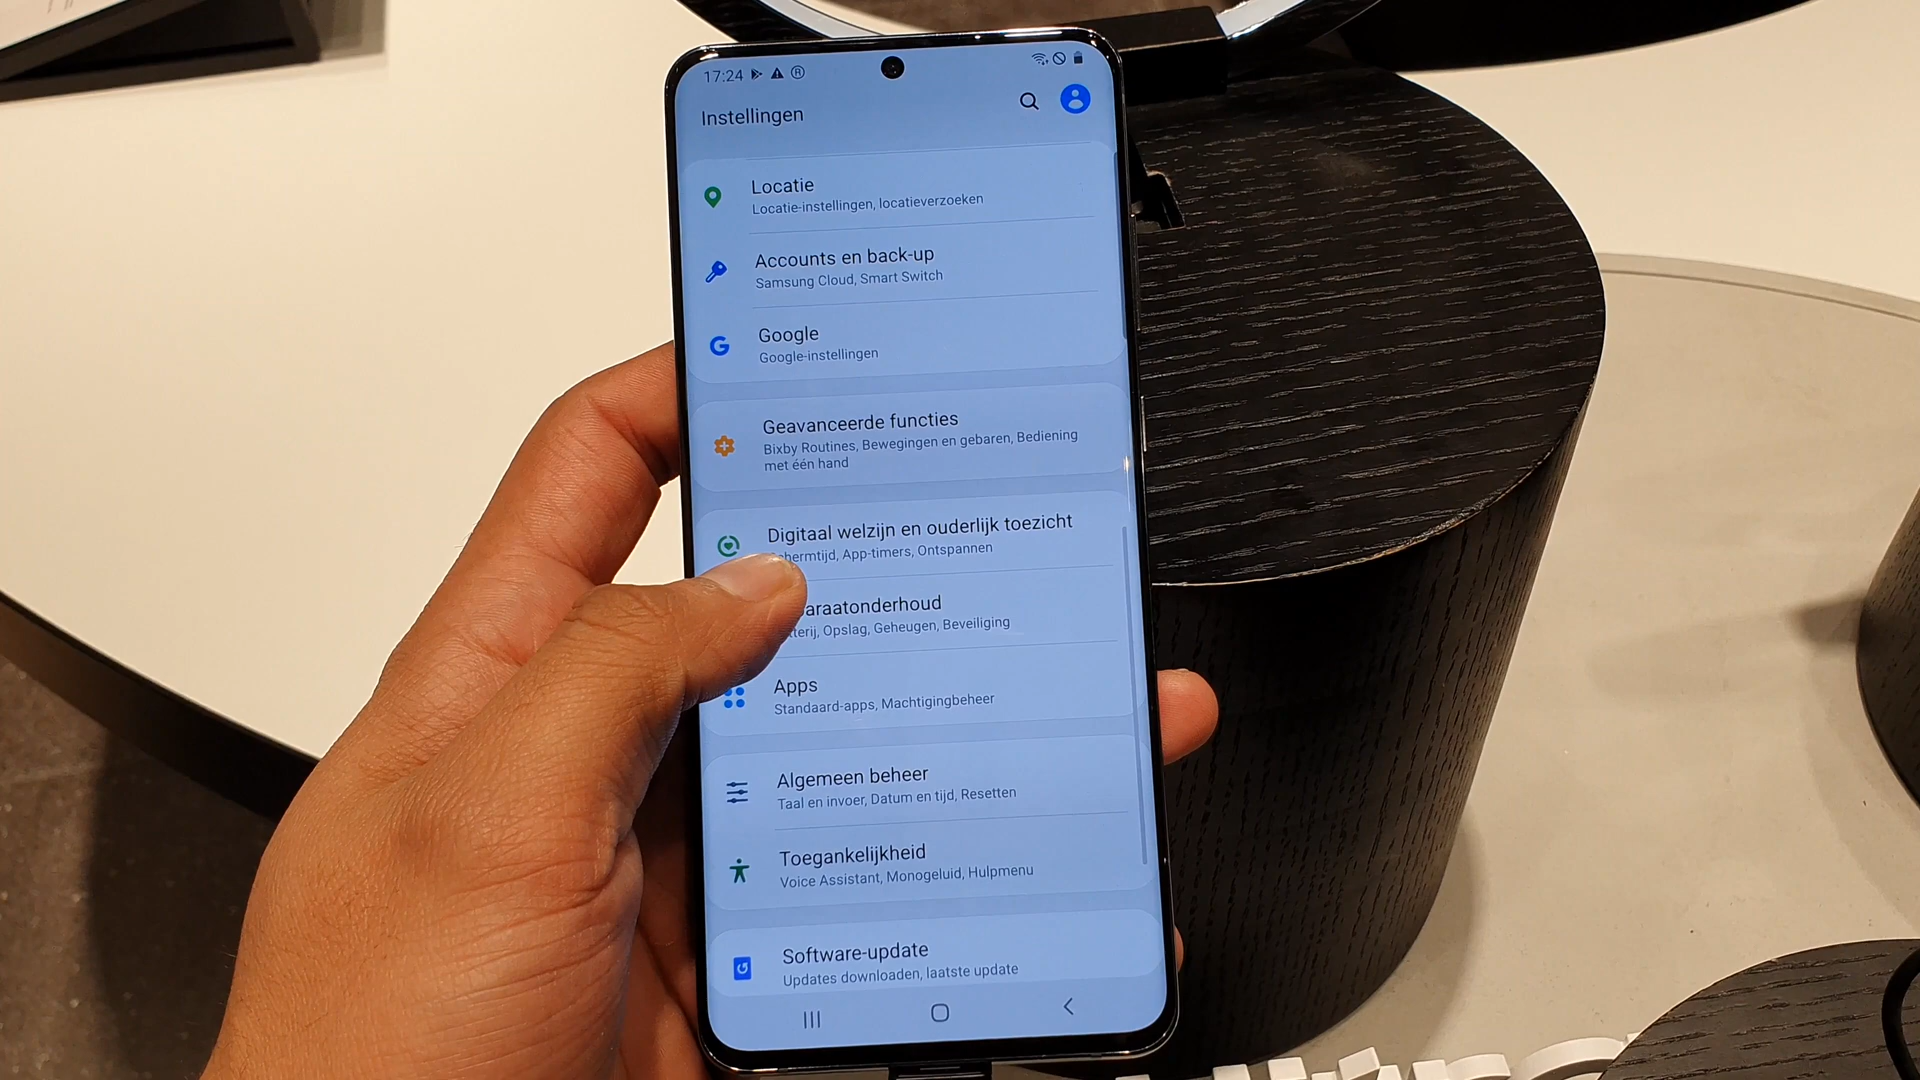 17:24
Instellingen
Locatie
Locatie-instellingen, locatieverzoeken
Accounts en back-up
Samsung Cloud, Smart Switch
Google
Google-instellingen
Geavanceerde functies
Bixby Routines, Bewegingen en gebaren, Bediening
met één hand
Digitaal welzijn en ouderlijk toezicht
App-timers, Ontspannen
Opslag, Geheugen, Beveiliging
Apps
Standaard-apps, Machtigingbeheer
Algemeen beheer
Taal en invoer, Datum en tijd, Resetten
Toegankelijkheid
Voice Assistant, Monogeluid, Hulpmenu
Software-update
Updates downloaden, laatste update